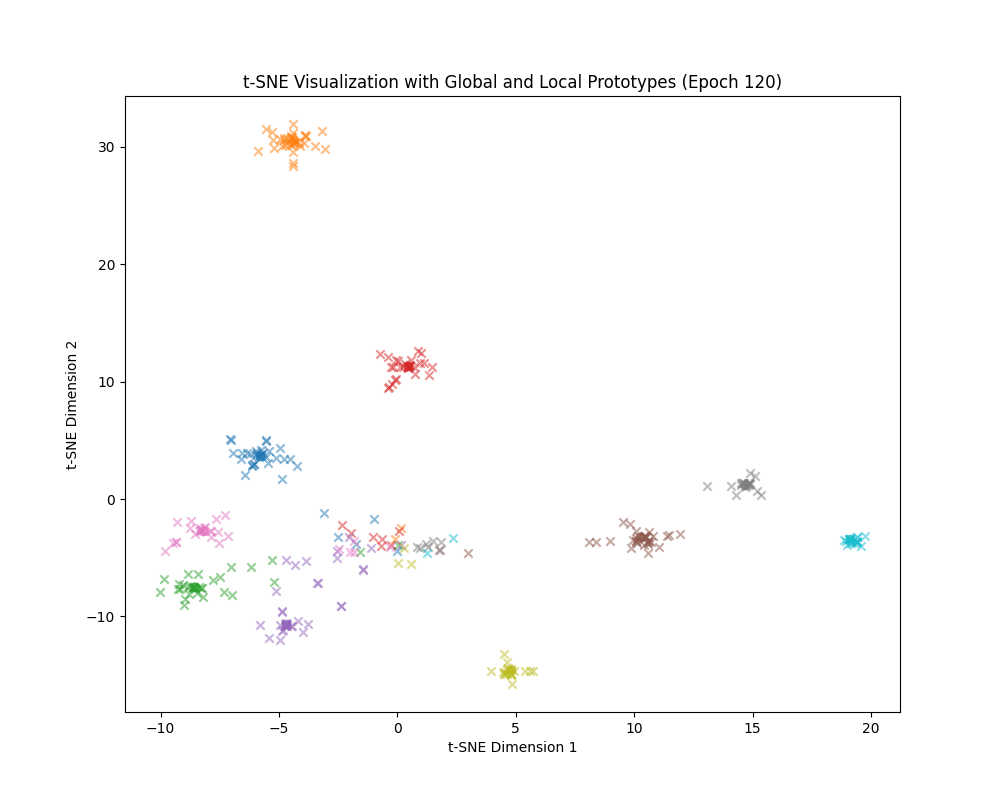 t-SNE Visualization with Global and Local Prototypes (Epoch 120)
30
20
10
0
−10
t-SNE Dimension 2
−10 −5 0 5 10 15 20
t-SNE Dimension 1